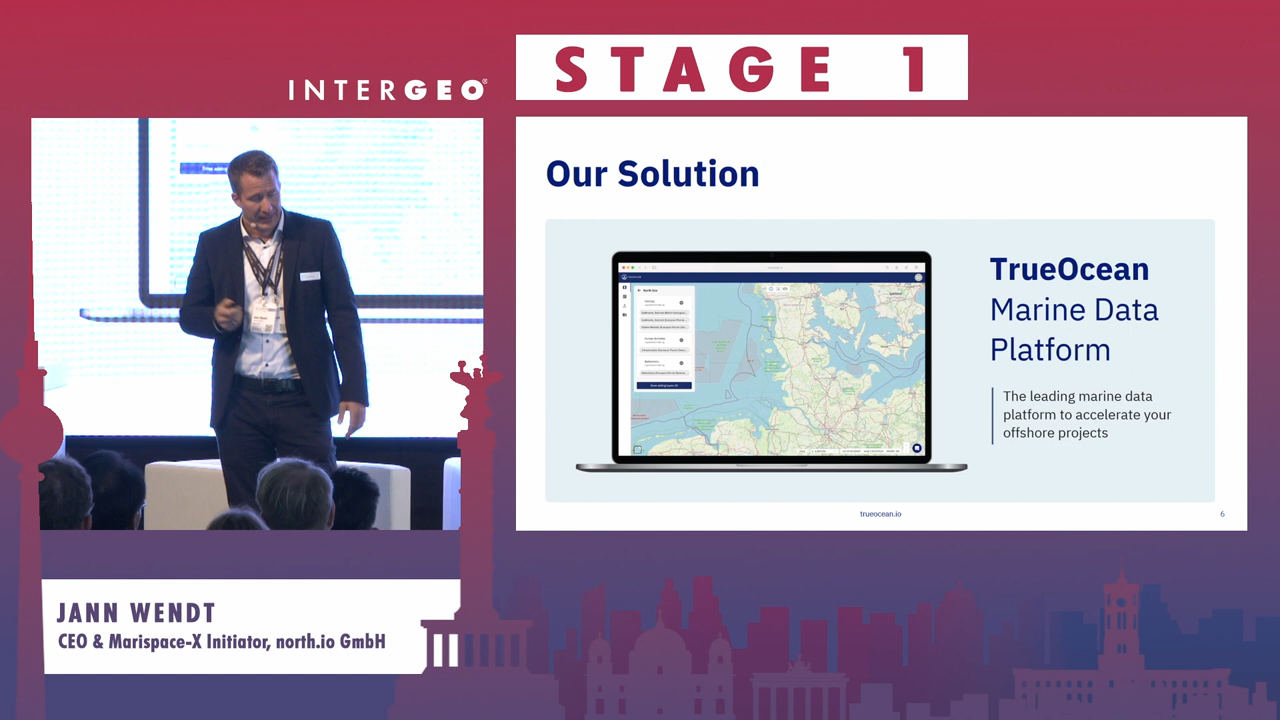 INTERGEO®
STAGE 1
Our Solution
TrueOcean
Marine Data
Platform
The leading marine data
platform to accelerate your
offshore projects
trueocean.io
6
JANN WENDT
CEO & Marispace-X Initiator, north.io GmbH